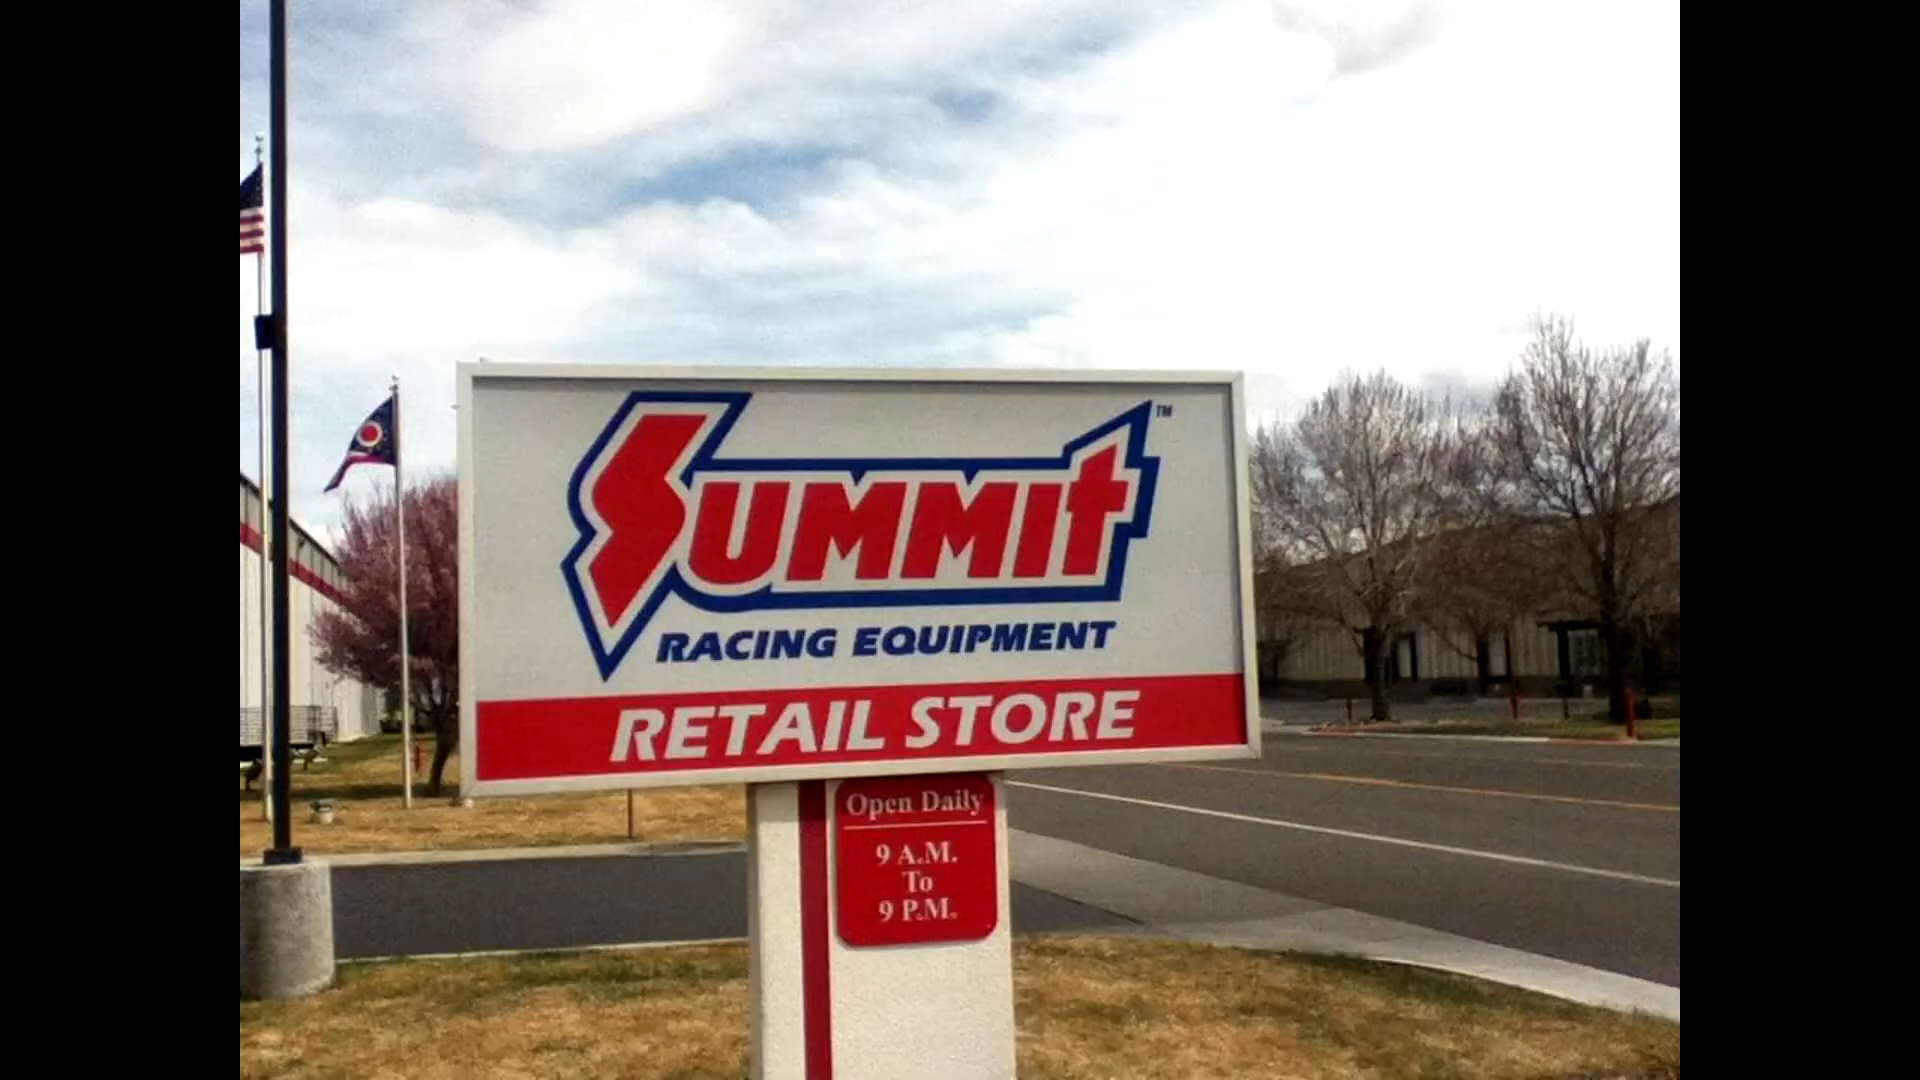 SUMMIT™
RACING EQUIPMENT
RETAIL STORE
Open Daily
9 A.M.
To
9 P.M.